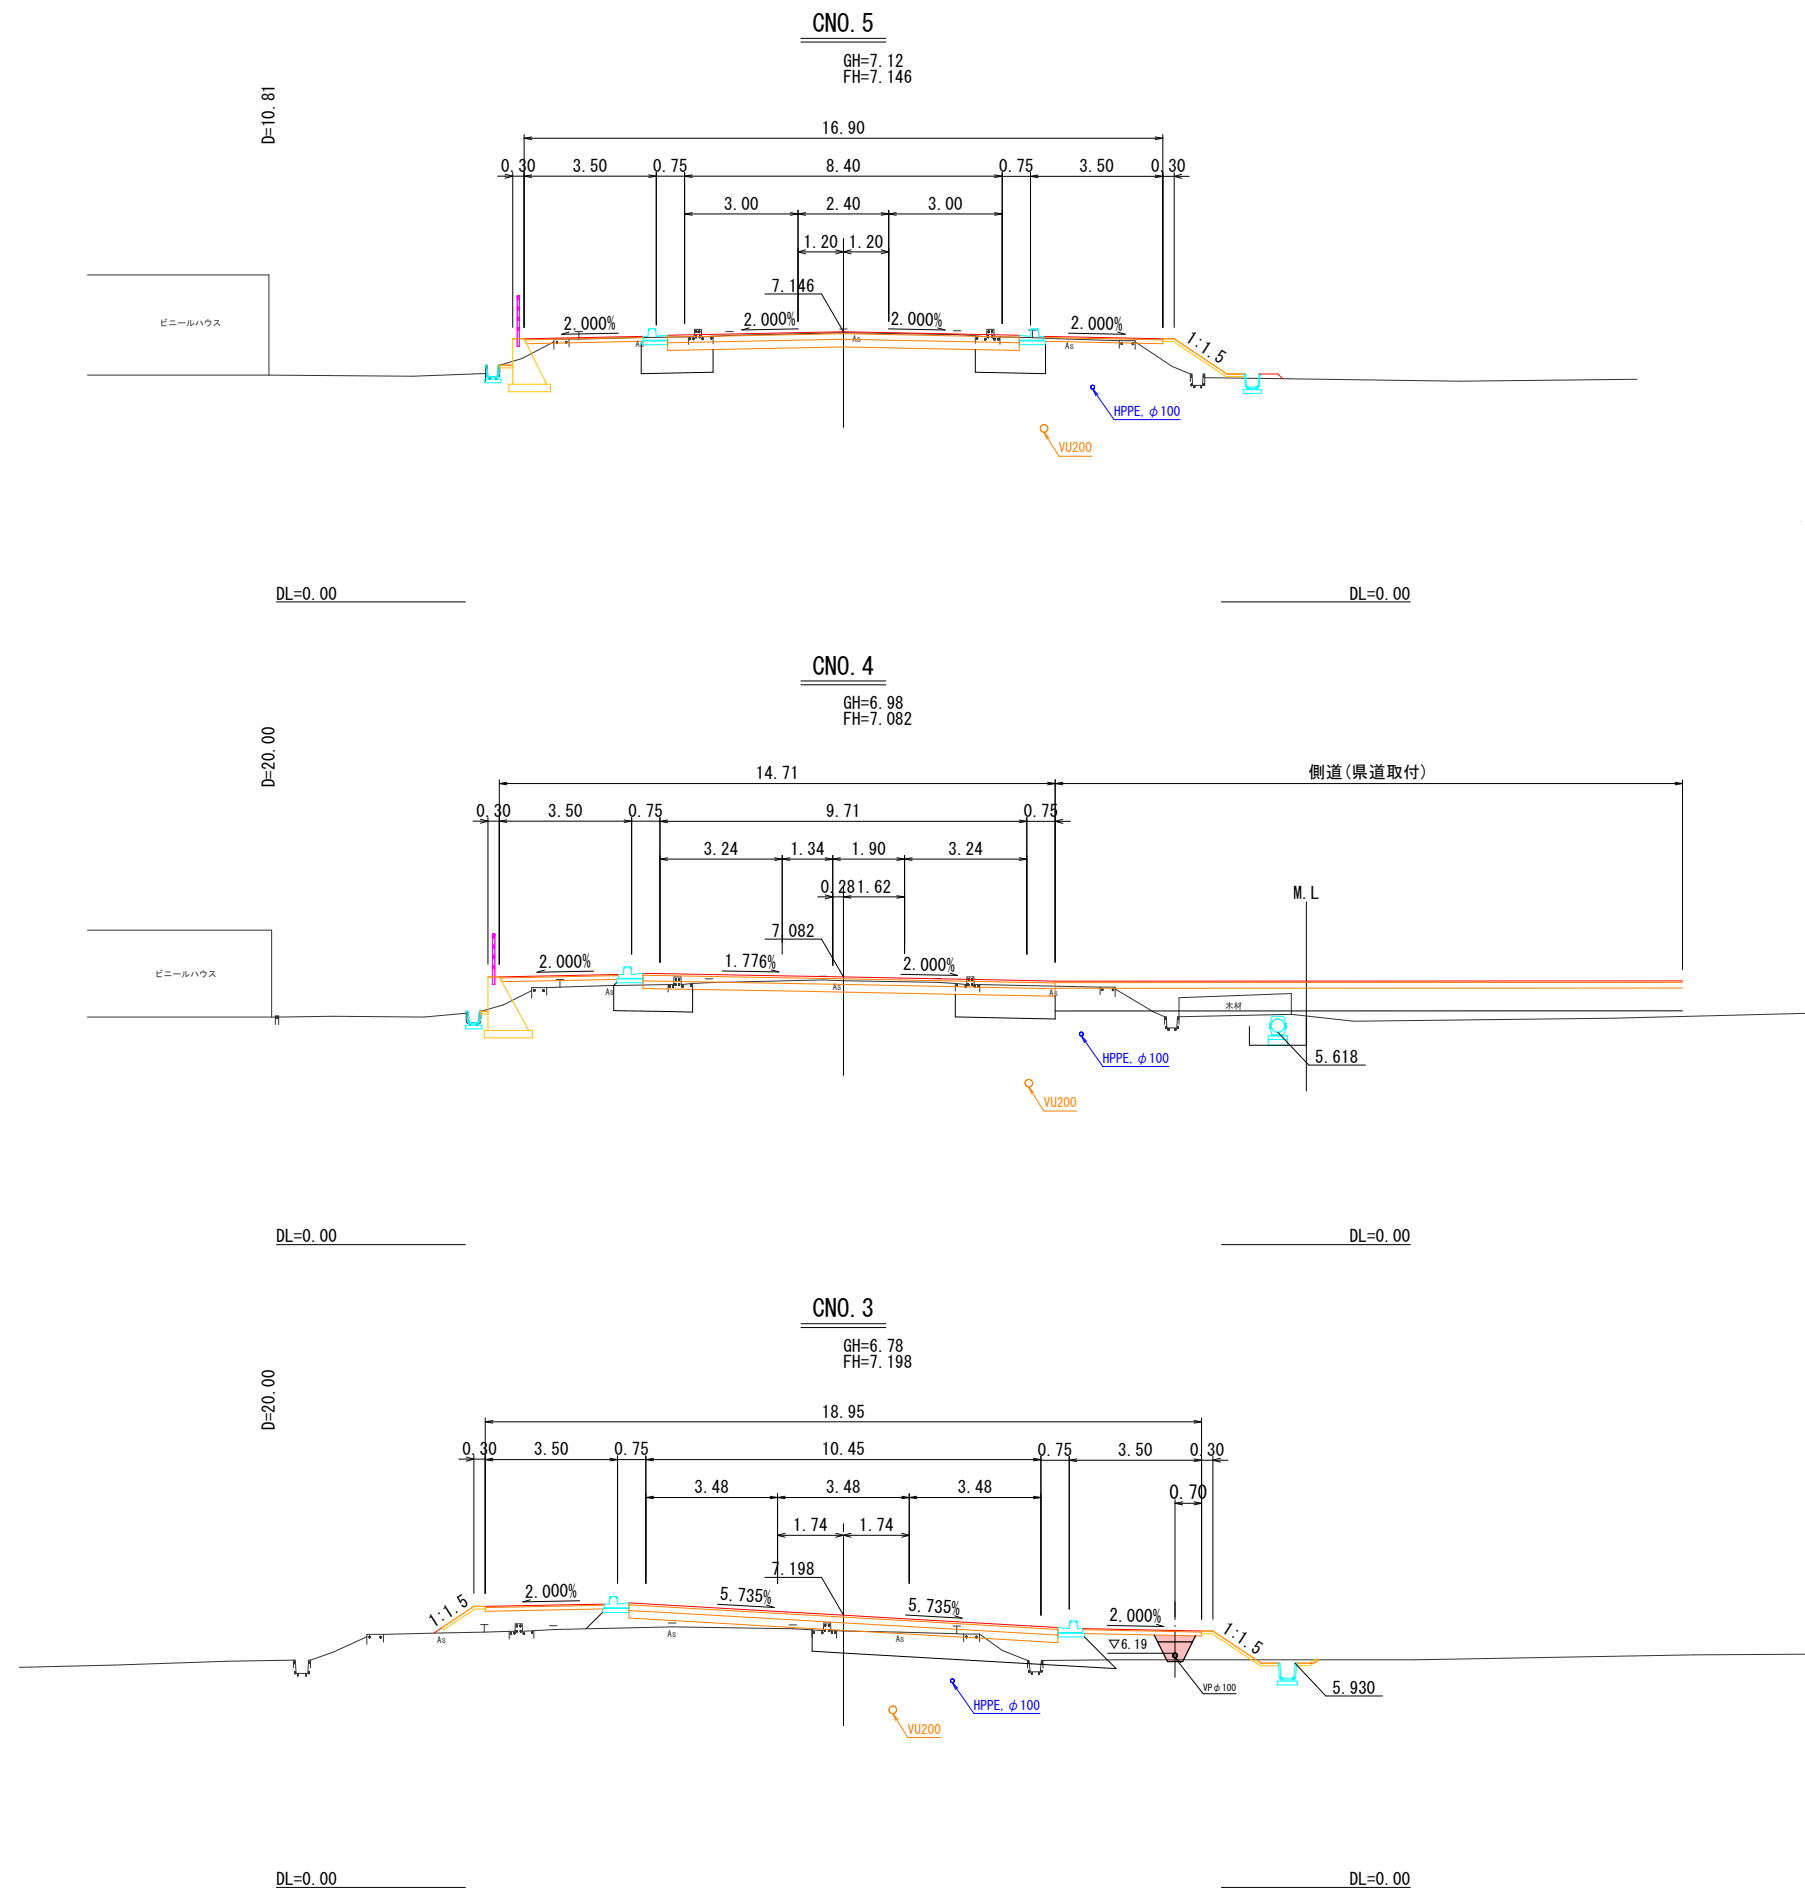 CNO.5
GH=7.12
FH=7.146
D=10.81
16.90
0.30 3.50 0.75 8.40 0.75 3.50 0.30
3.00 2.40 3.00
1.20 1.20
7.146
ビニールハウス
2.000% 2.000% 2.000% 2.000%
1:1.5
As As As
HPPE,φ100
VU200
DL=0.00 DL=0.00
CNO.4
GH=6.98
FH=7.082
D=20.00
14.71 側道(県道取付)
0.30 3.50 0.75 9.71 0.75
3.24 1.34 1.90 3.24
0.28 1.62
M.L
7.082
ビニールハウス
2.000% 1.776% 2.000%
As As As
木材
HPPE,φ100
5.618
VU200
DL=0.00 DL=0.00
CNO.3
GH=6.78
FH=7.198
D=20.00
18.95
0.30 3.50 0.75 10.45 0.75 3.50 0.30
3.48 3.48 3.48
0.70
1.74 1.74
7.198
1:1.5 2.000% 5.735% 5.735% 2.000% 1:1.5
As As As
▽6.19
VPφ100
5.930
HPPE,φ100
VU200
DL=0.00 DL=0.00